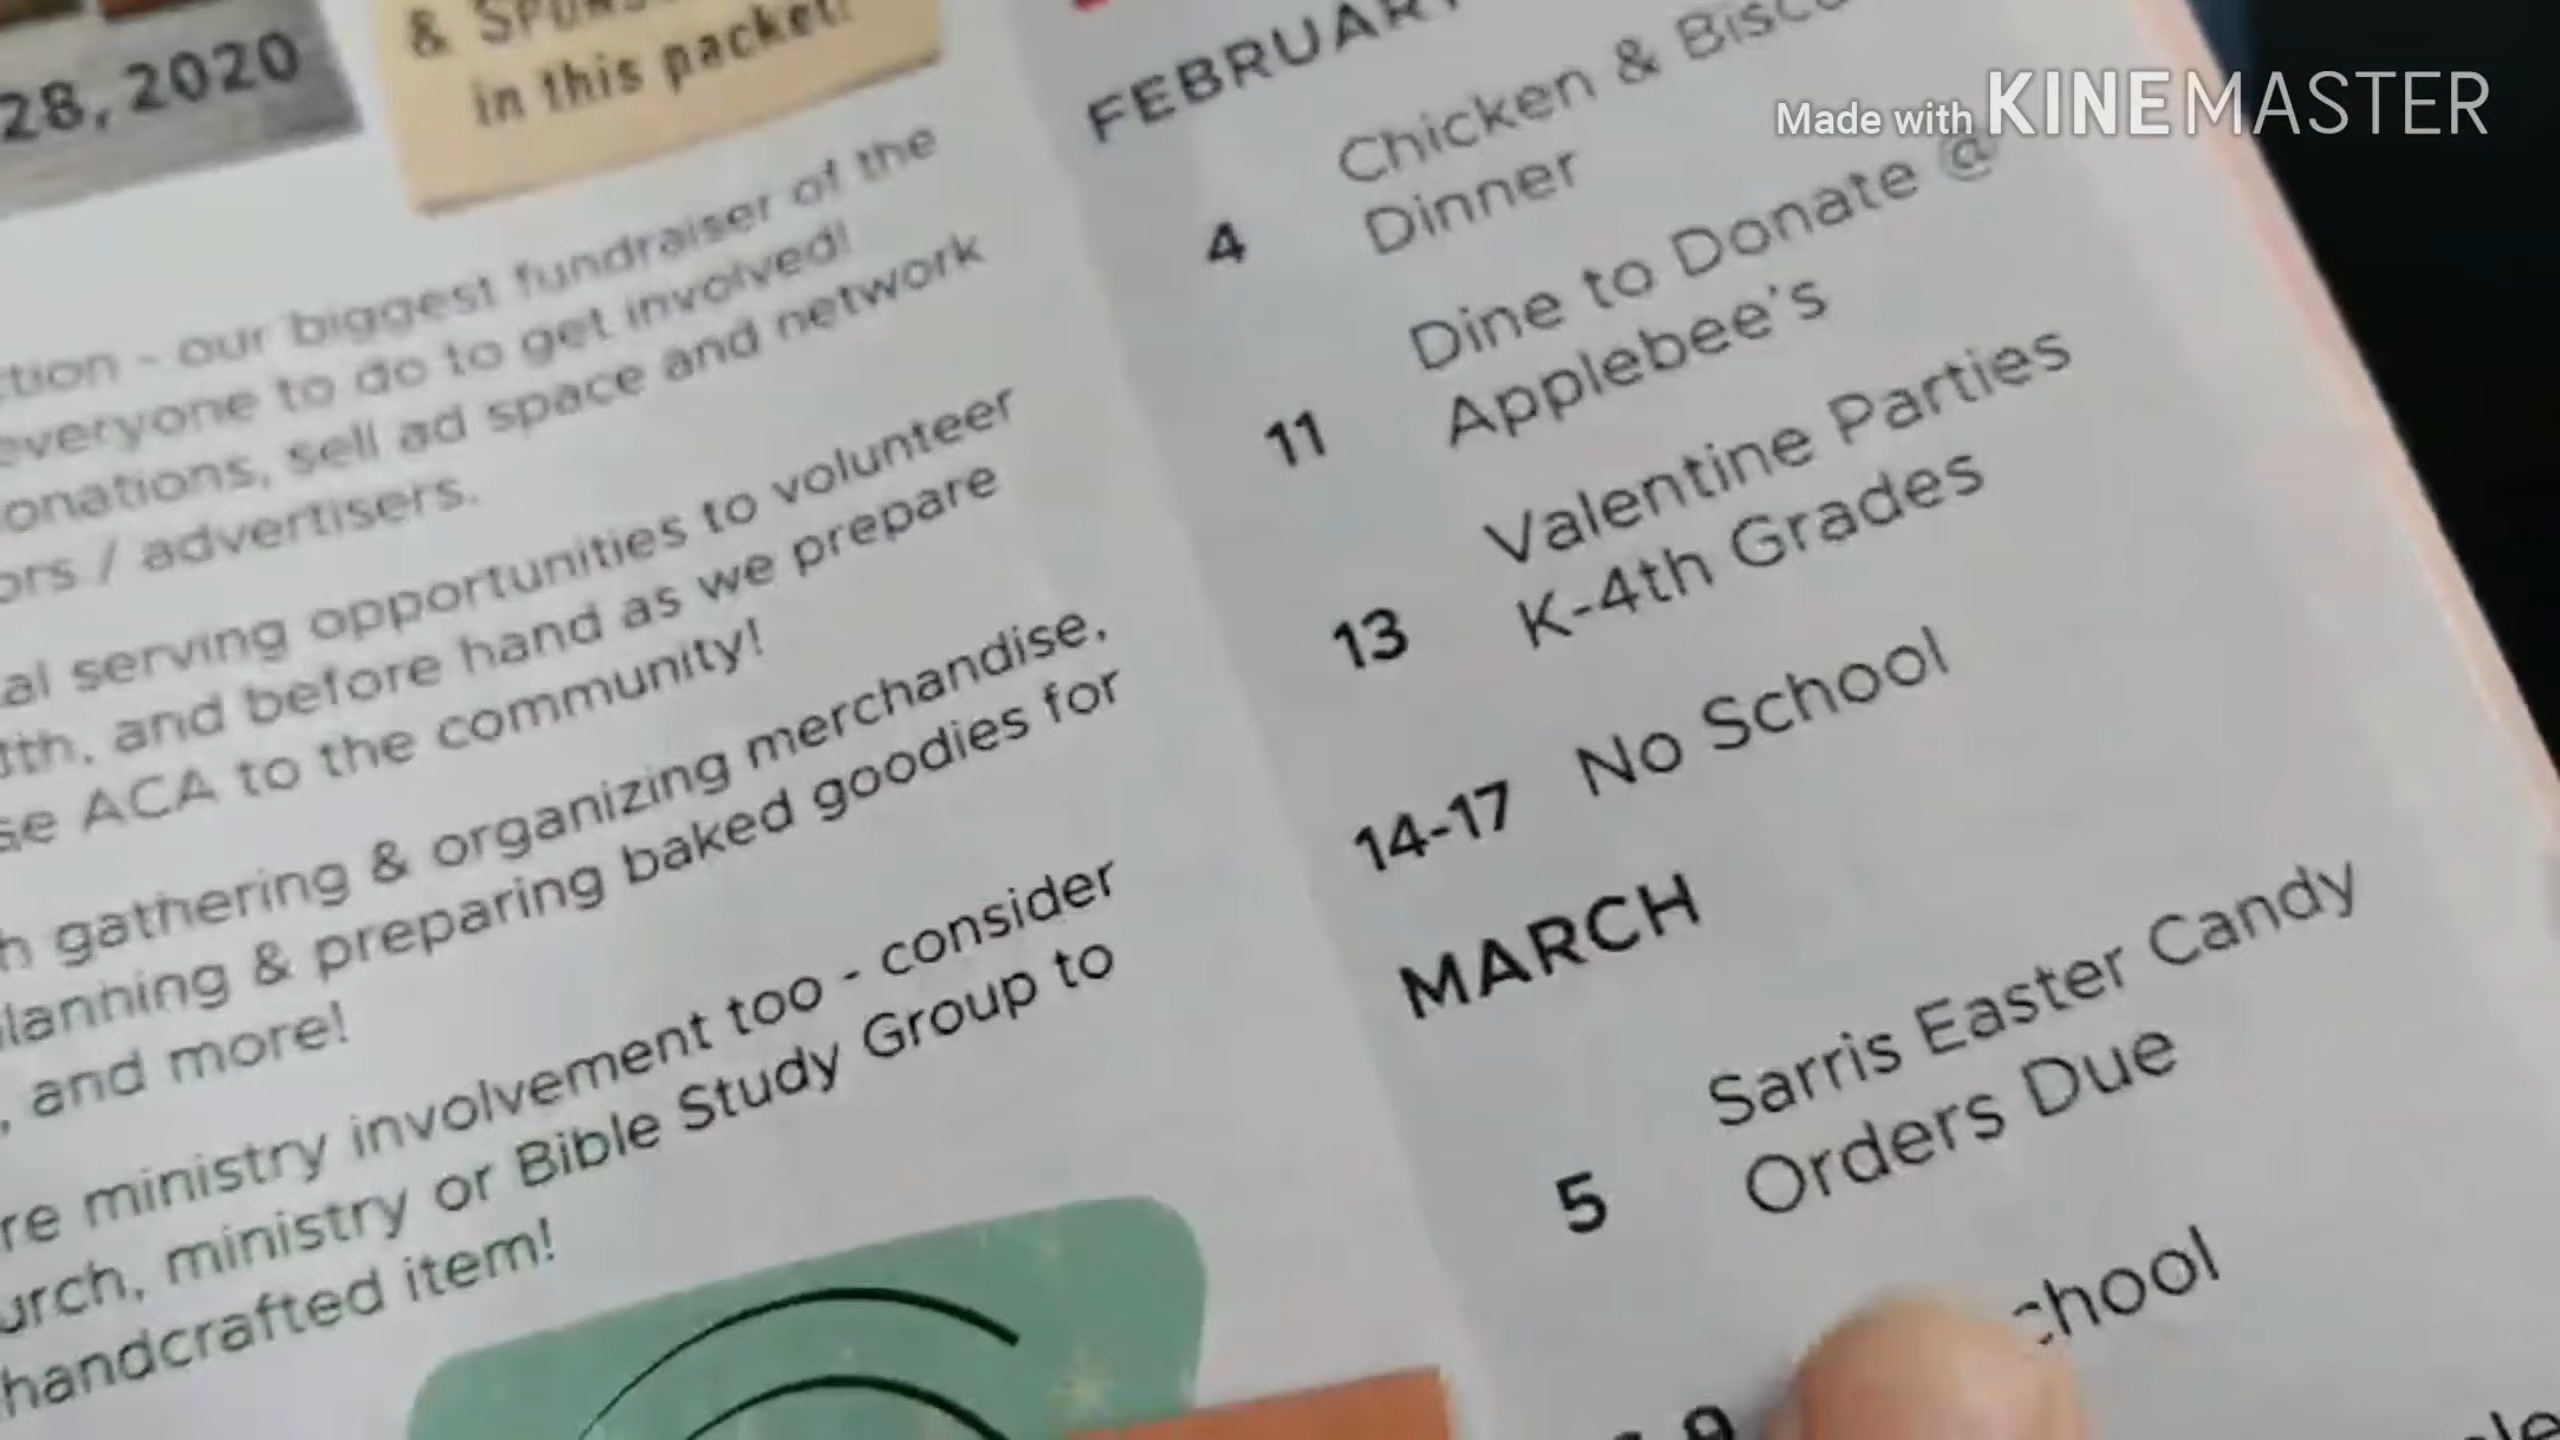 28, 2020
&
in this packet!
ction - our biggest fundraiser of the
everyone to do to get involved!
onations, sell ad space and network
ors / advertisers.
al serving opportunities to volunteer
th, and before hand as we prepare
se ACA to the community!
h gathering & organizing merchandise,
lanning & preparing baked goodies for
, and more!
re ministry involvement too - consider
urch, ministry or Bible Study Group to
handcrafted item!
FEBRUARY
Chicken &
4 Dinner
Dine to Donate @
11 Applebee's
Valentine Parties
13 K-4th Grades
14-17 No School
MARCH
Sarris Easter Candy
5 Orders Due
chool
9
Made with KINEMASTER